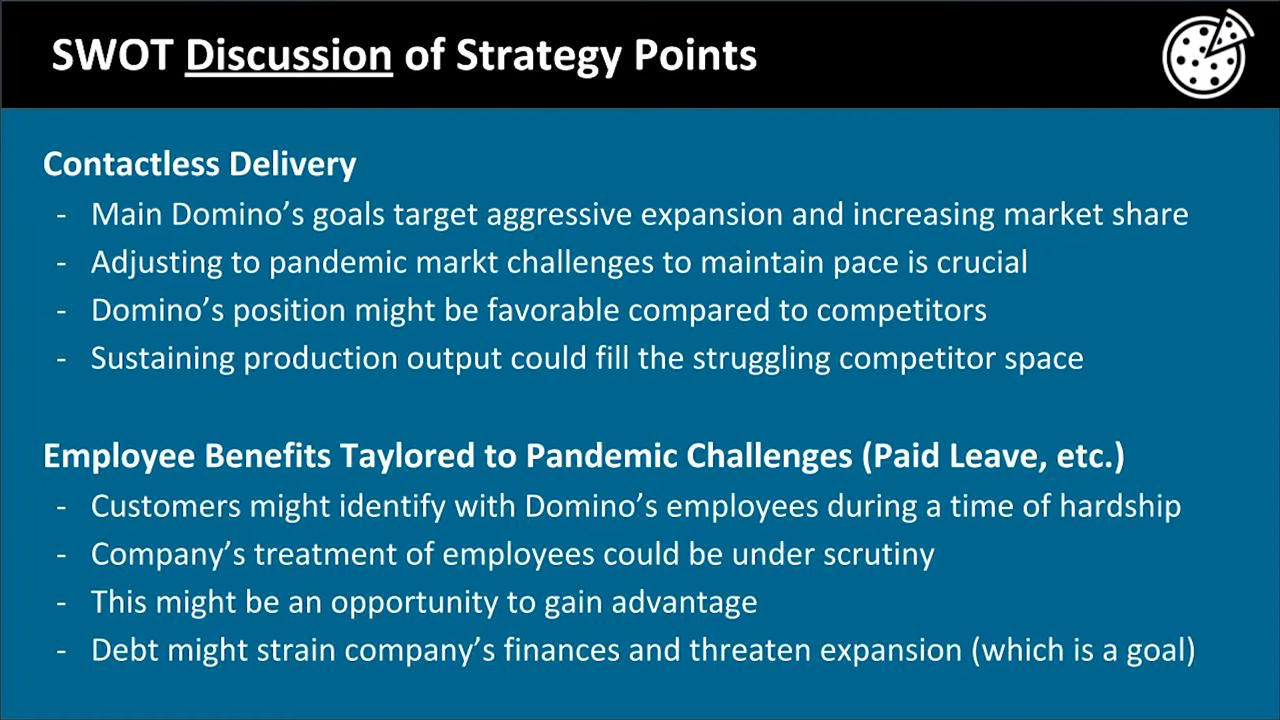 SWOT Discussion of Strategy Points
Contactless Delivery
- Main Domino’s goals target aggressive expansion and increasing market share
- Adjusting to pandemic markt challenges to maintain pace is crucial
- Domino’s position might be favorable compared to competitors
- Sustaining production output could fill the struggling competitor space
Employee Benefits Taylored to Pandemic Challenges (Paid Leave, etc.)
- Customers might identify with Domino’s employees during a time of hardship
- Company’s treatment of employees could be under scrutiny
- This might be an opportunity to gain advantage
- Debt might strain company’s finances and threaten expansion (which is a goal)